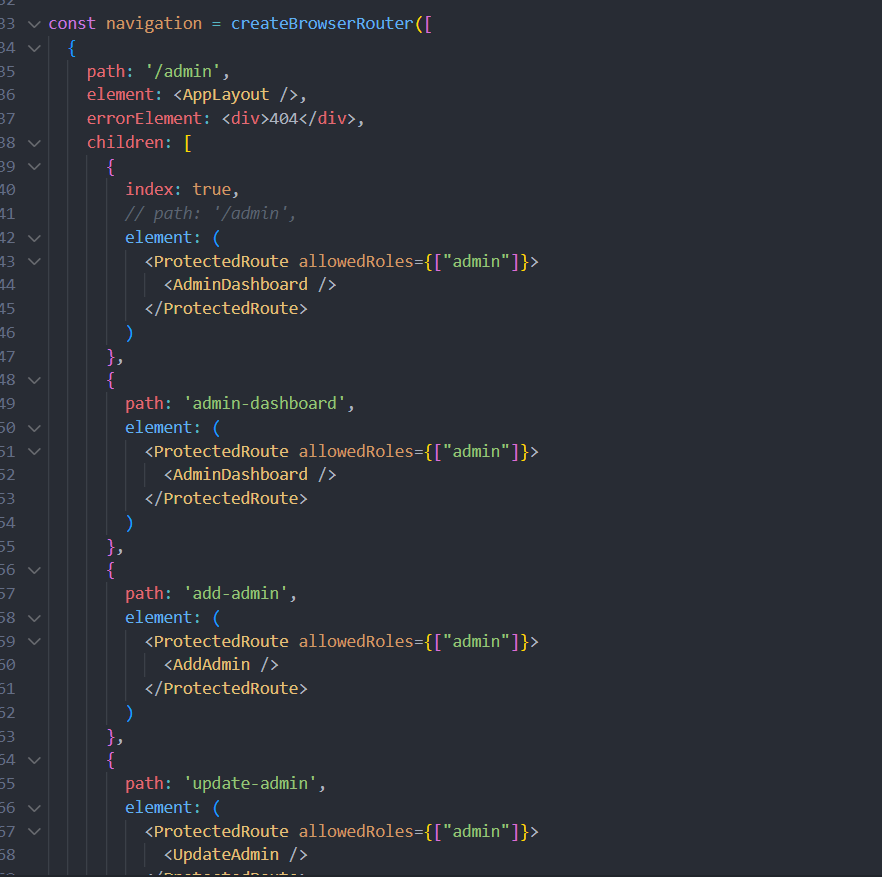 33 const navigation = createBrowserRouter([
34 {
35 path: '/admin',
36 element: <AppLayout />,
37 errorElement: <div>404</div>,
38 children: [
39 {
40 index: true,
41 // path: '/admin',
42 element: (
43 <ProtectedRoute allowedRoles={["admin"]}>
44 <AdminDashboard />
45 </ProtectedRoute>
46 )
47 },
48 {
49 path: 'admin-dashboard',
50 element: (
51 <ProtectedRoute allowedRoles={["admin"]}>
52 <AdminDashboard />
53 </ProtectedRoute>
54 )
55 },
56 {
57 path: 'add-admin',
58 element: (
59 <ProtectedRoute allowedRoles={["admin"]}>
60 <AddAdmin />
61 </ProtectedRoute>
62 )
63 },
64 {
65 path: 'update-admin',
66 element: (
67 <ProtectedRoute allowedRoles={["admin"]}>
68 <UpdateAdmin />